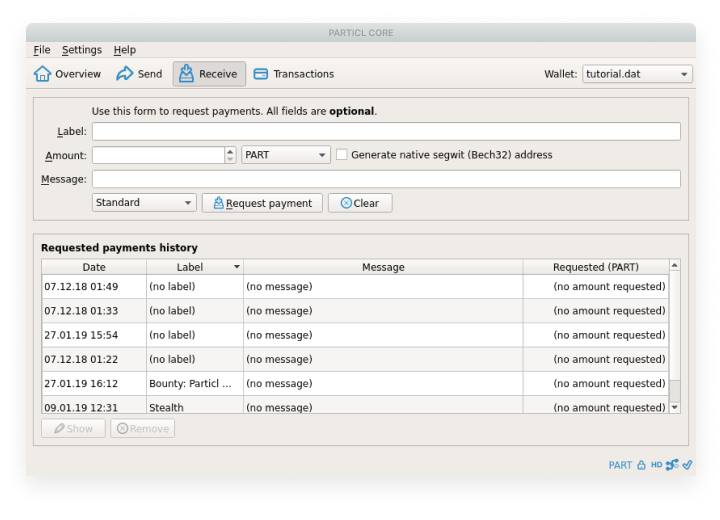 PARTICL CORE
File Settings Help
Overview Send Receive Transactions Wallet: tutorial.dat
Use this form to request payments. All fields are optional.
Label:
Amount: PART Generate native segwit (Bech32) address
Message:
Standard Request payment Clear
Requested payments history
Date Label Message Requested (PART)
07.12.18 01:49 (no label) (no message) (no amount requested)
07.12.18 01:33 (no label) (no message) (no amount requested)
27.01.19 15:54 (no label) (no message) (no amount requested)
07.12.18 01:22 (no label) (no message) (no amount requested)
27.01.19 16:12 Bounty: Particl ... (no message) (no amount requested)
09.01.19 12:31 Stealth (no message) (no amount requested)
Show Remove
PART HD